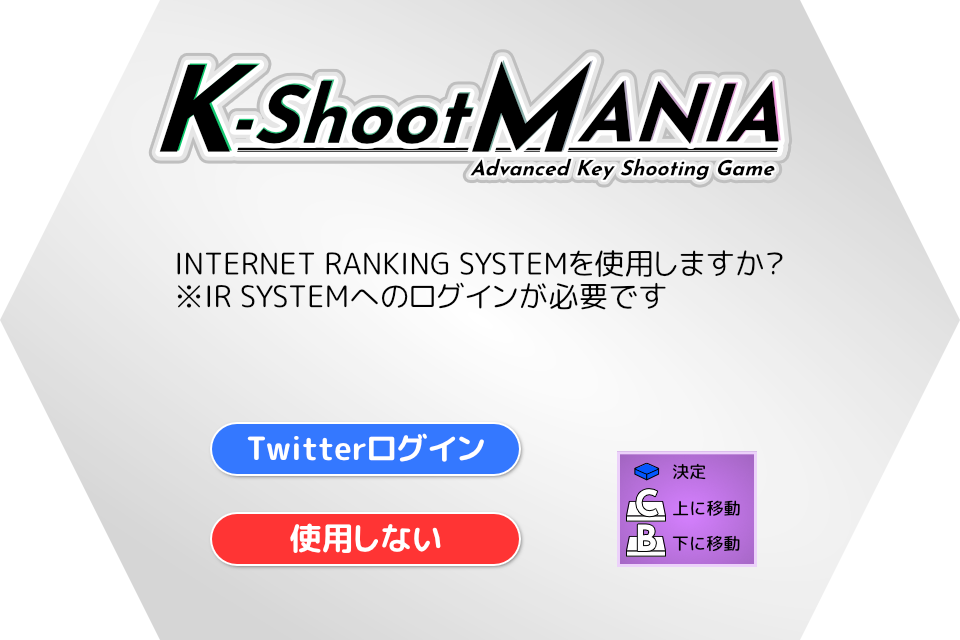 K-Shoot MANIA
Advanced Key Shooting Game
INTERNET RANKING SYSTEMを使用しますか?
※IR SYSTEMへのログインが必要です
Twitterログイン
使用しない
決定
C 上に移動
B 下に移動